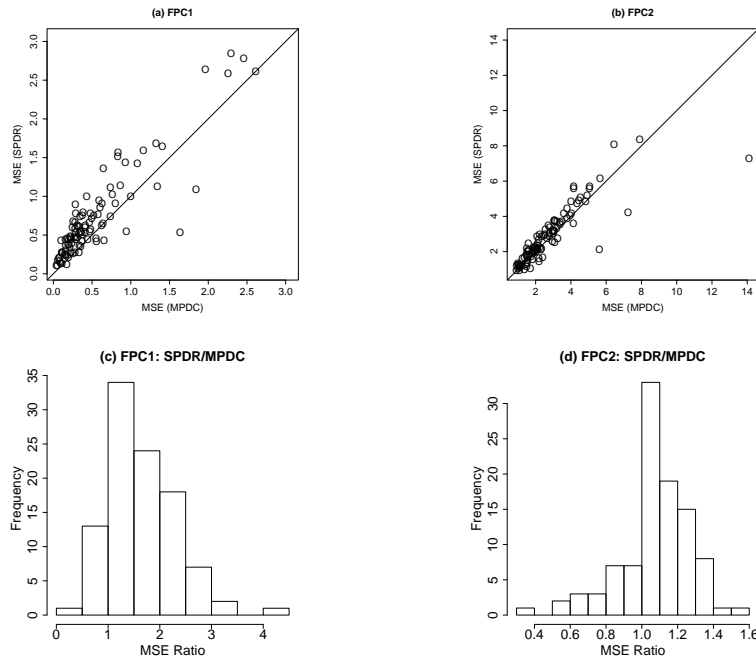 (a) FPC1
MSE (SPDR)
0.0 0.5 1.0 1.5 2.0 2.5 3.0
0.0 0.5 1.0 1.5 2.0 2.5 3.0
MSE (MPDC)
(b) FPC2
MSE (SPDR)
2 4 6 8 10 12 14
2 4 6 8 10 12 14
MSE (MPDC)
(c) FPC1: SPDR/MPDC
Frequency
0 5 10 15 20 25 30 35
0 1 2 3 4
MSE Ratio
(d) FPC2: SPDR/MPDC
Frequency
0 5 10 15 20 25 30
0.4 0.6 0.8 1.0 1.2 1.4 1.6
MSE Ratio